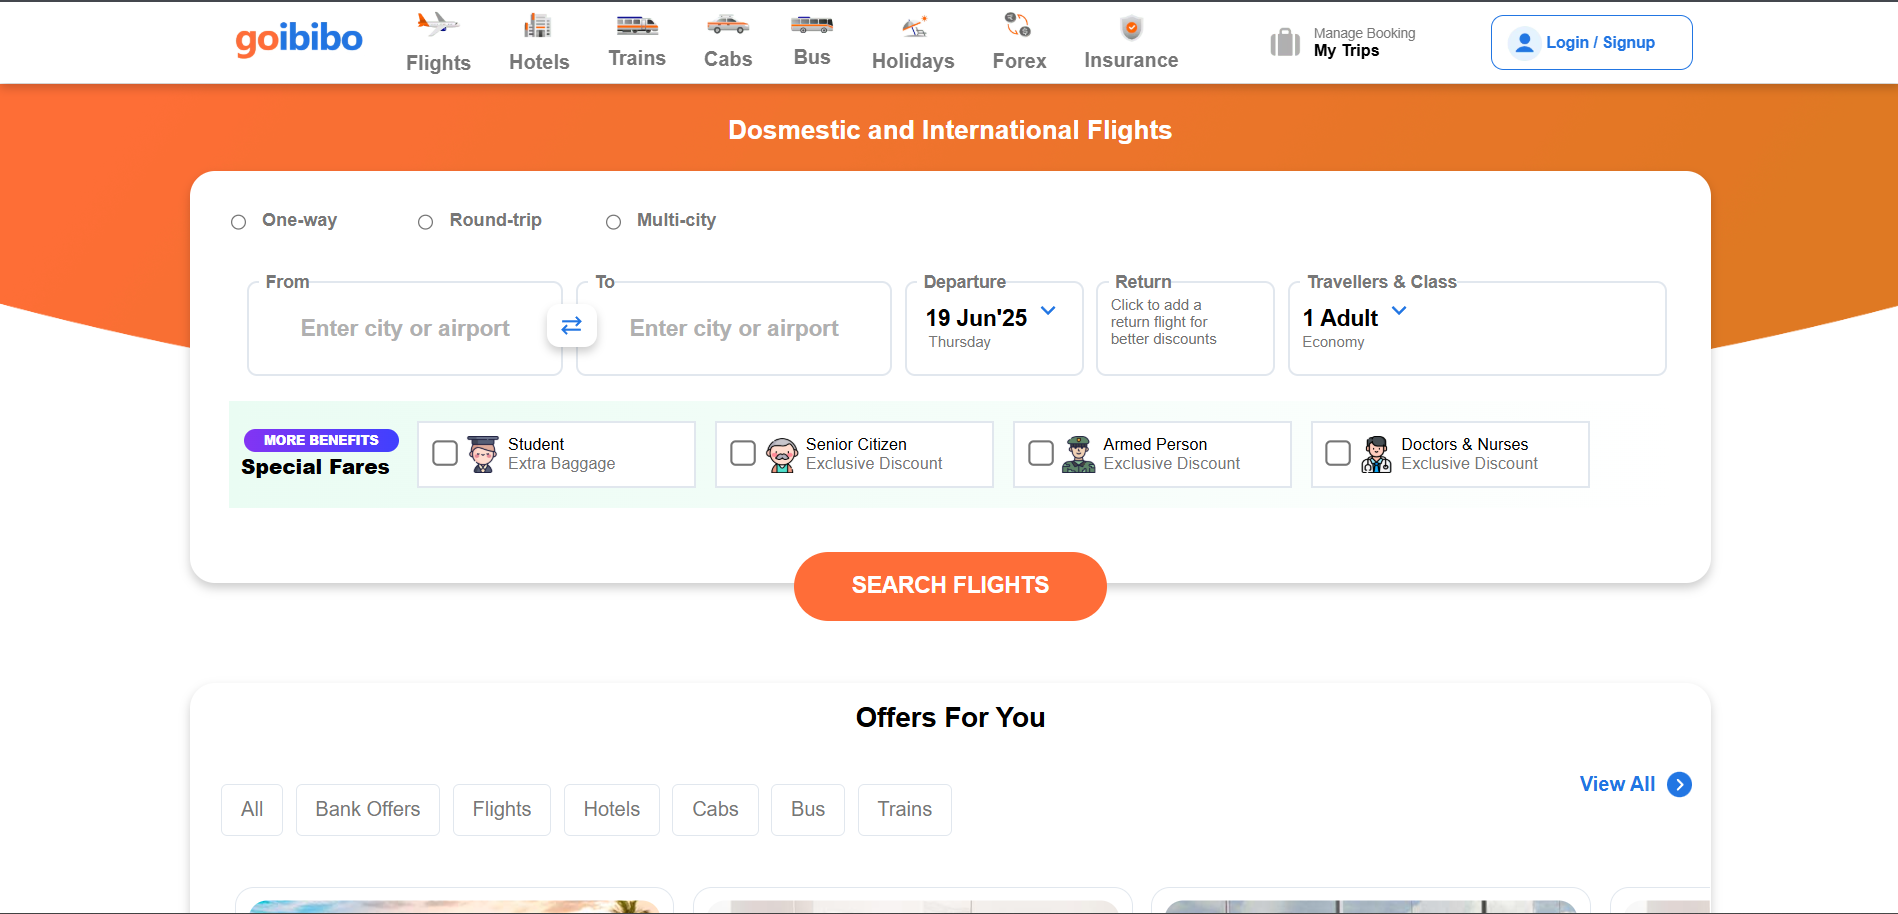 goibibo
Flights
Hotels
Trains
Cabs
Bus
Holidays
Forex
Insurance
Manage Booking
My Trips
Login / Signup
Dosmestic and International Flights
One-way
Round-trip
Multi-city
From
Enter city or airport
To
Enter city or airport
Departure
19 Jun'25
Thursday
Return
Click to add a
return flight for
better discounts
Travellers & Class
1 Adult
Economy
MORE BENEFITS
Special Fares
Student
Extra Baggage
Senior Citizen
Exclusive Discount
Armed Person
Exclusive Discount
Doctors & Nurses
Exclusive Discount
SEARCH FLIGHTS
Offers For You
View All
All
Bank Offers
Flights
Hotels
Cabs
Bus
Trains